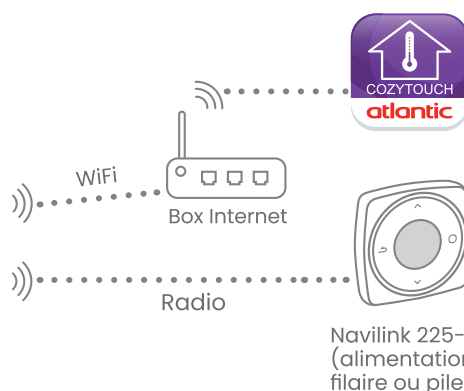 COZYTOUCH
atlantic
WiFi
Box Internet
Radio
Navilink 225-
(alimentation
filaire ou pile